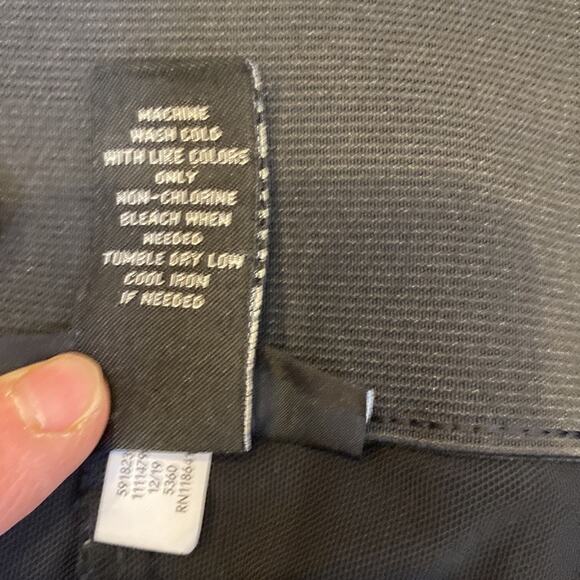 MACHINE
WASH COLD
WITH LIKE COLORS
ONLY
NON-CHLORINE
BLEACH WHEN
NEEDED
TUMBLE DRY LOW
COOL IRON
IF NEEDED
12/19
5360